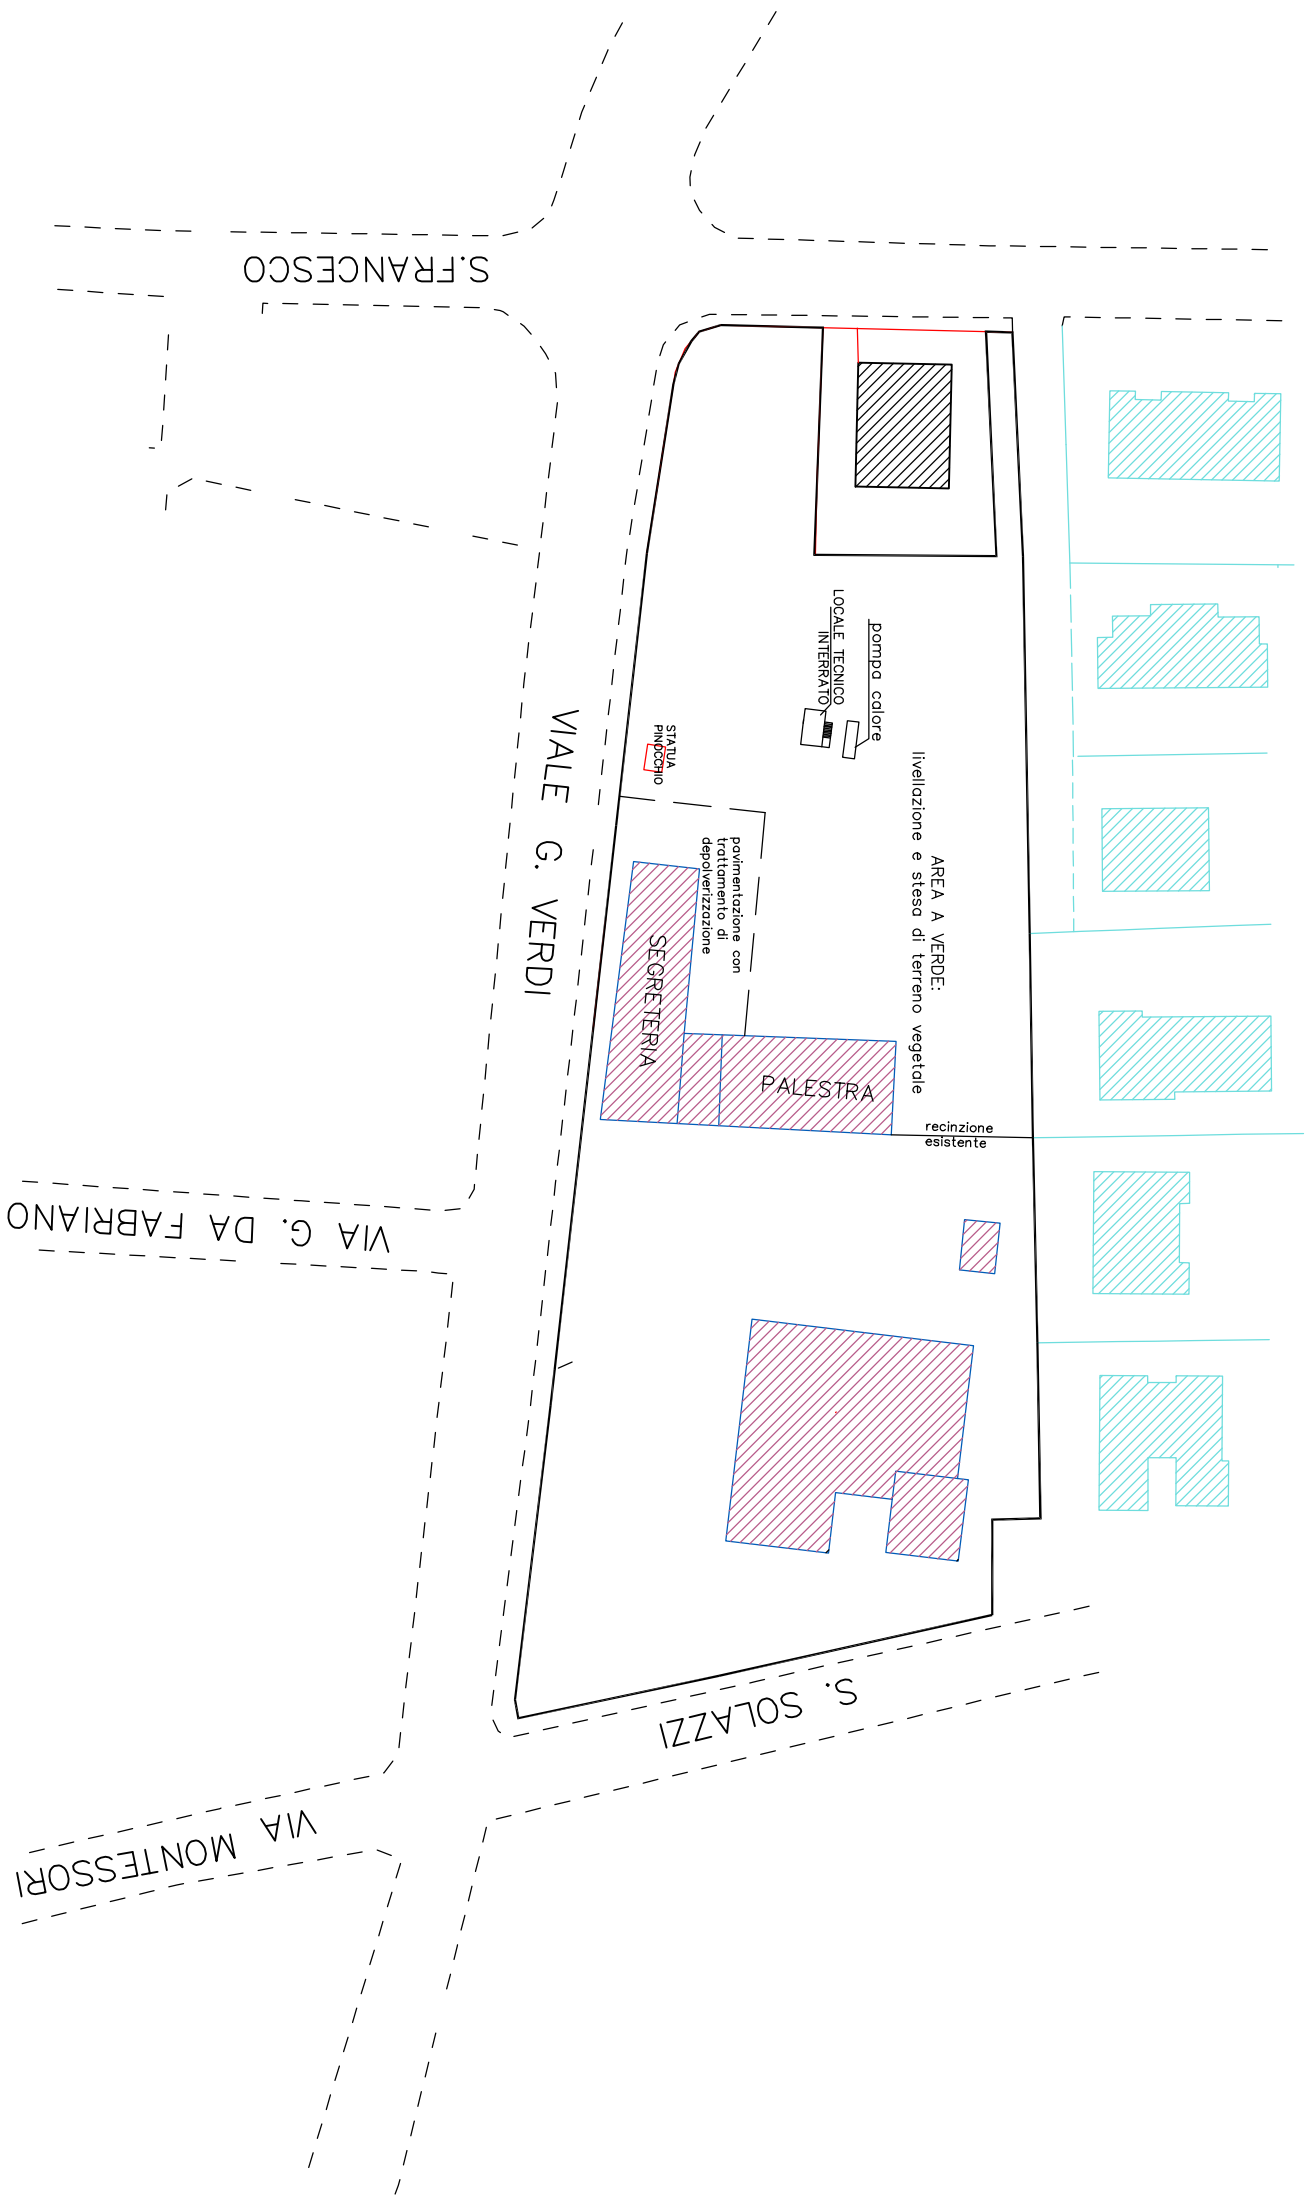 S.FRANCESCO
LOCALE TECNICO
INTERRATO
pompa calore
STATUA
PINOCCHIO
VIALE G. VERDI
pavimentazione con
trattamento di
depolverizzazione
AREA A VERDE:
livellazione e stesa di terreno vegetale
SEGRETERIA
PALESTRA
recinzione
esistente
VIA G. DA FABRIANO
S. SOLAZZI
VIA MONTESSORI